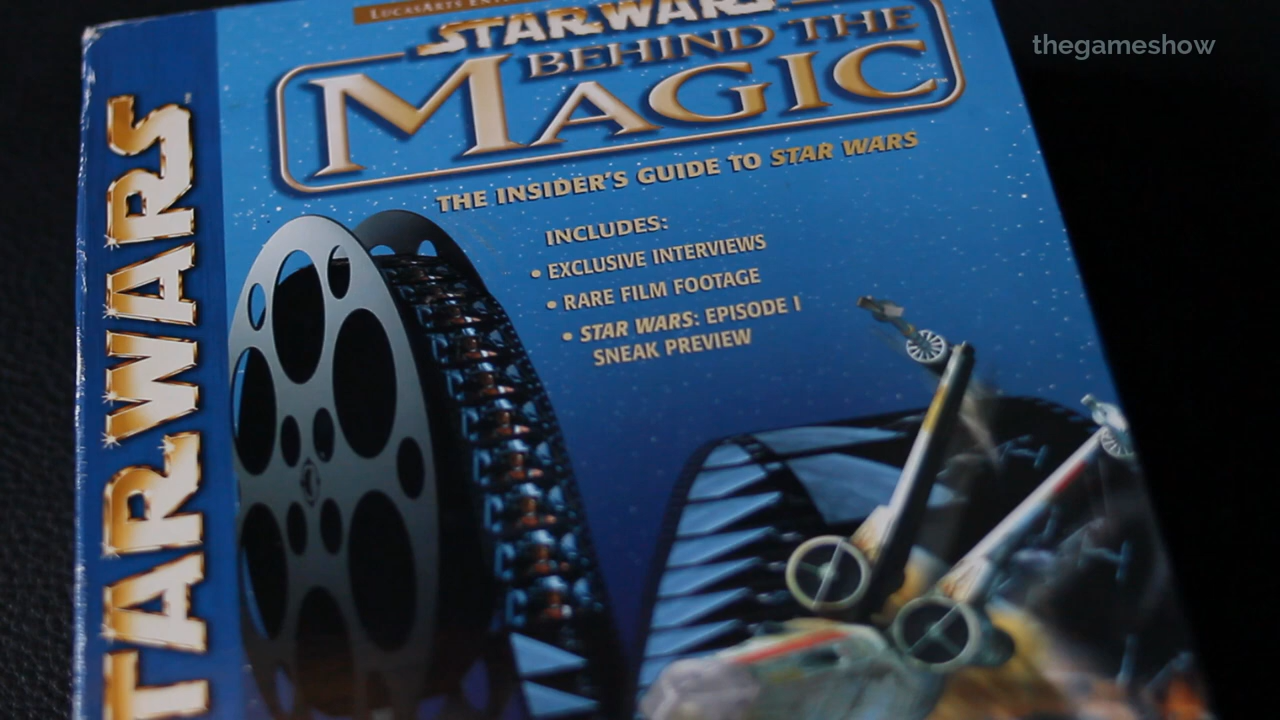 thegameshow
LUCASARTS
STAR WARS
BEHIND THE
MAGIC
THE INSIDER'S GUIDE TO STAR WARS
INCLUDES:
• EXCLUSIVE INTERVIEWS
• RARE FILM FOOTAGE
• STAR WARS: EPISODE I
SNEAK PREVIEW
STAR WARS